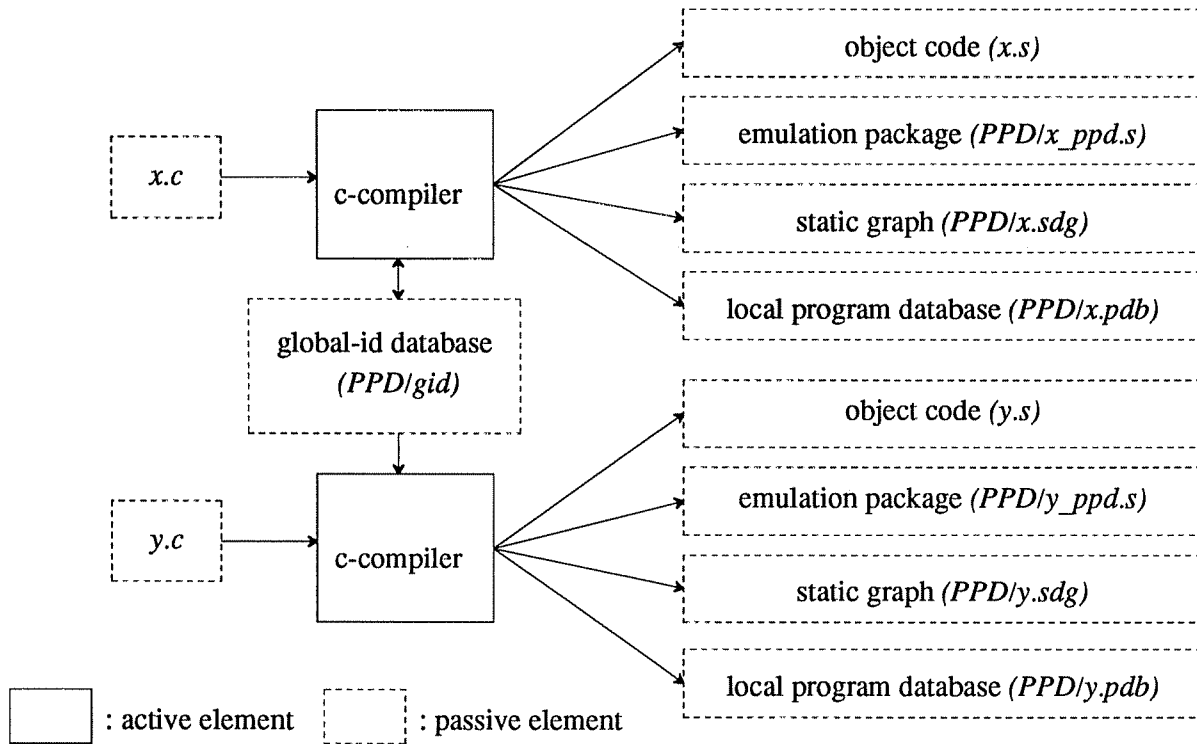 object code (x.s)
emulation package (PPD/x_ppd.s)
x.c
c-compiler
static graph (PPD/x.sdg)
local program database (PPD/x.pdb)
global-id database
(PPD/gid)
object code (y.s)
emulation package (PPD/y_ppd.s)
y.c
c-compiler
static graph (PPD/y.sdg)
local program database (PPD/y.pdb)
: active element
: passive element